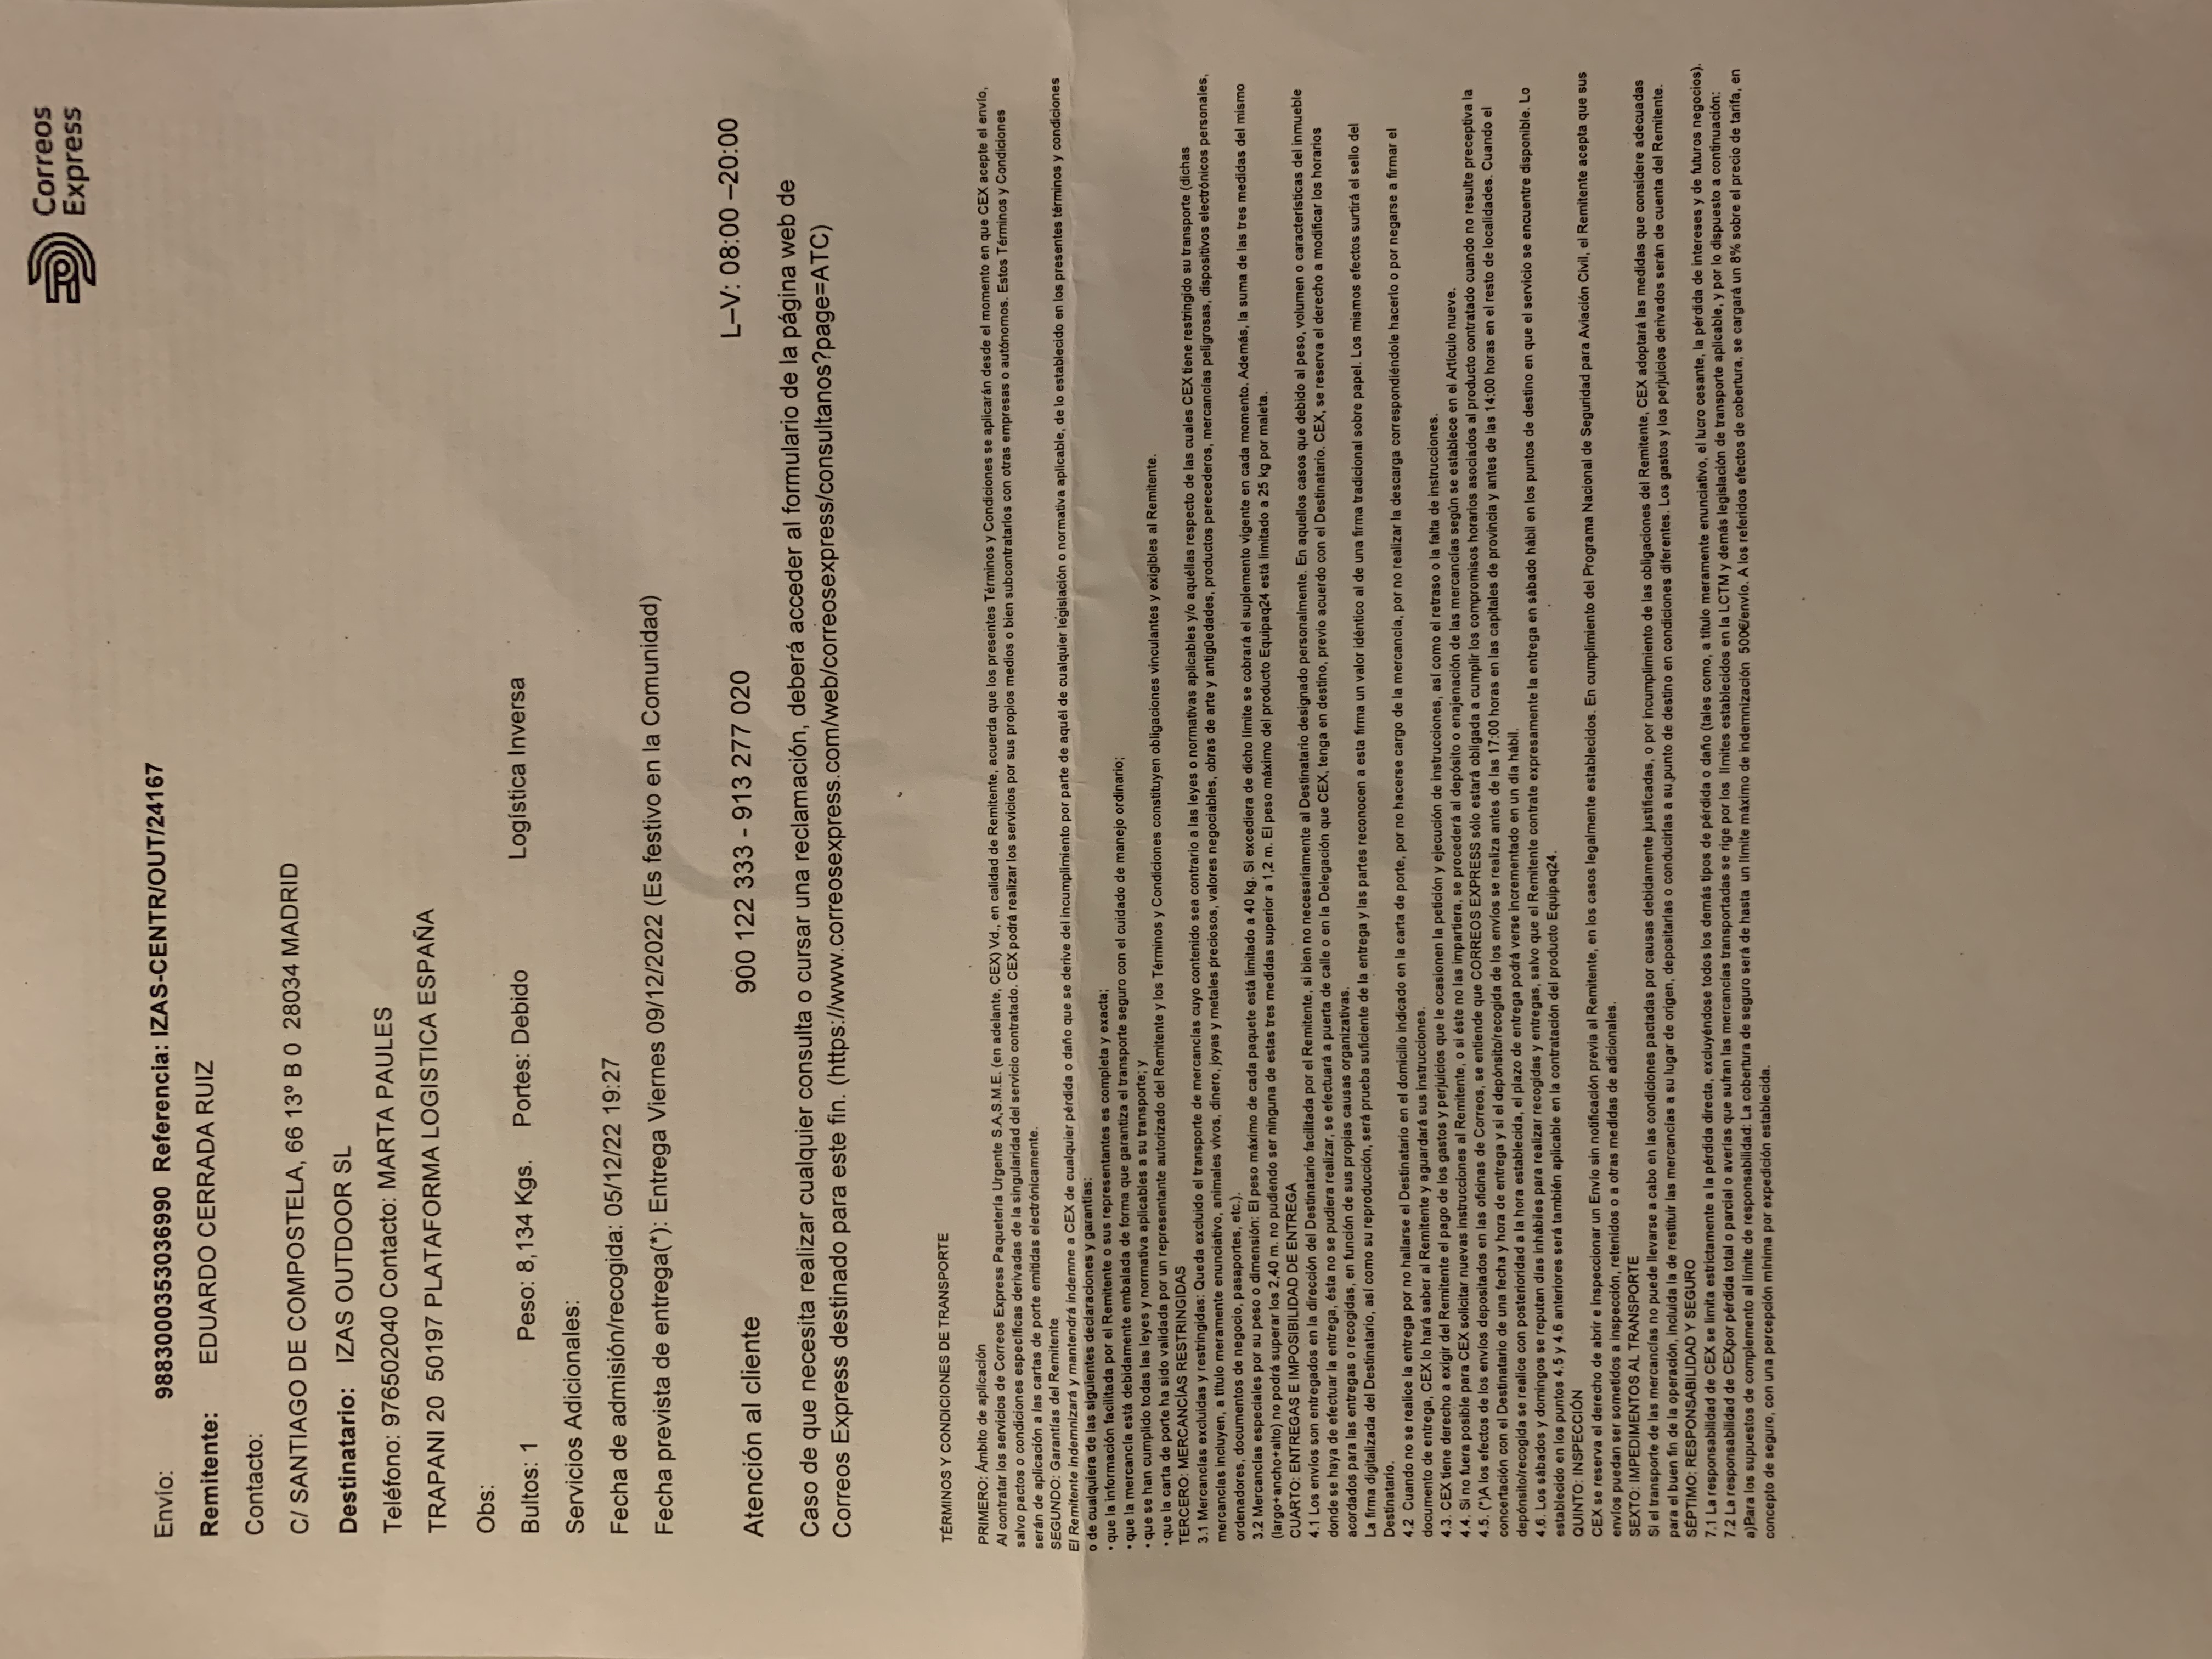 Correos
Express
Envío: 9883000353036990 Referencia: IZAS-CENTR/OUT/24167
Remitente: EDUARDO CERRADA RUIZ
Contacto:
C/ SANTIAGO DE COMPOSTELA, 66 13º B 0 28034 MADRID
Destinatario: IZAS OUTDOOR SL
Teléfono: 976502040 Contacto: MARTA PAULES
TRAPANI 20 50197 PLATAFORMA LOGISTICA ESPAÑA
Obs:
Bultos: 1 Peso: 8,134 Kgs. Portes: Debido Logística Inversa
Servicios Adicionales:
Fecha de admisión/recogida: 05/12/22 19:27
Fecha prevista de entrega(*): Entrega Viernes 09/12/2022 (Es festivo en la Comunidad)
Atención al cliente 900 122 333 - 913 277 020 L–V: 08:00 –20:00
Caso de que necesita realizar cualquier consulta o cursar una reclamación, deberá acceder al formulario de la página web de
Correos Express destinado para este fin. (https://www.correosexpress.com/web/correosexpress/consultanos?page=ATC)
TÉRMINOS Y CONDICIONES DE TRANSPORTE
PRIMERO: Ámbito de aplicación
Al contratar los servicios de Correos Express Paquetería Urgente S.A,S.M.E. (en adelante, CEX) Vd., en calidad de Remitente, acuerda que los presentes Términos y Condiciones se aplicarán desde el momento en que CEX acepte el envío,
salvo pactos o condiciones específicas derivadas de la singularidad del servicio contratado. CEX podrá realizar los servicios por sus propios medios o bien subcontratarlos con otras empresas o autónomos. Estos Términos y Condiciones
serán de aplicación a las cartas de porte emitidas electrónicamente.
SEGUNDO: Garantías del Remitente
El Remitente indemnizará y mantendrá indemne a CEX de cualquier pérdida o daño que se derive del incumplimiento por parte de aquél de cualquier legislación o normativa aplicable, de lo establecido en los presentes términos y condiciones
o de cualquiera de las siguientes declaraciones y garantías:
• que la información facilitada por el Remitente o sus representantes es completa y exacta;
• que la mercancía está debidamente embalada de forma que garantiza el transporte seguro con el cuidado de manejo ordinario;
• que se han cumplido todas las leyes y normativa aplicables a su transporte; y
• que la carta de porte ha sido validada por un representante autorizado del Remitente y los Términos y Condiciones constituyen obligaciones vinculantes y exigibles al Remitente.
TERCERO: MERCANCÍAS RESTRINGIDAS
3.1 Mercancías excluidas y restringidas: Queda excluido el transporte de mercancías cuyo contenido sea contrario a las leyes o normativas aplicables y/o aquéllas respecto de las cuales CEX tiene restringido su transporte (dichas
mercancías incluyen, a título meramente enunciativo, animales vivos, dinero, joyas y metales preciosos, valores negociables, obras de arte y antigüedades, productos perecederos, mercancías peligrosas, dispositivos electrónicos personales,
ordenadores, documentos de negocio, pasaportes, etc.).
3.2 Mercancías especiales por su peso o dimensión: El peso máximo de cada paquete está limitado a 40 kg. Si excediera de dicho límite se cobrará el suplemento vigente en cada momento. Además, la suma de las tres medidas del mismo
(largo+ancho+alto) no podrá superar los 2,40 m. no pudiendo ser ninguna de estas tres medidas superior a 1,2 m. El peso máximo del producto Equipaq24 está limitado a 25 kg por maleta.
CUARTO: ENTREGAS E IMPOSIBILIDAD DE ENTREGA
4.1 Los envíos son entregados en la dirección del Destinatario facilitada por el Remitente, si bien no necesariamente al Destinatario designado personalmente. En aquellos casos que debido al peso, volumen o características del inmueble
donde se haya de efectuar la entrega, ésta no se pudiera realizar, se efectuará a puerta de calle o en la Delegación que CEX, tenga en destino, previo acuerdo con el Destinatario. CEX, se reserva el derecho a modificar los horarios
acordados para las entregas o recogidas, en función de sus propias causas organizativas.
La firma digitalizada del Destinatario, así como su reproducción, será prueba suficiente de la entrega y las partes reconocen a esta firma un valor idéntico al de una firma tradicional sobre papel. Los mismos efectos surtirá el sello del
Destinatario.
4.2 Cuando no se realice la entrega por no hallarse el Destinatario en el domicilio indicado en la carta de porte, por no hacerse cargo de la mercancía, por no realizar la descarga correspondiéndole hacerlo o por negarse a firmar el
documento de entrega, CEX lo hará saber al Remitente y aguardará sus instrucciones.
4.3. CEX tiene derecho a exigir del Remitente el pago de los gastos y perjuicios que le ocasionen la petición y ejecución de instrucciones, así como el retraso o la falta de instrucciones.
4.4. Si no fuera posible para CEX solicitar nuevas instrucciones al Remitente, o si éste no las impartiera, se procederá al depósito o enajenación de las mercancías según se establece en el Artículo nueve.
4.5. (*)A los efectos de los envíos depositados en las oficinas de Correos, se entiende que CORREOS EXPRESS sólo estará obligada a cumplir los compromisos horarios asociados al producto contratado cuando no resulte preceptiva la
concertación con el Destinatario de una fecha y hora de entrega y si el depósito/recogida de los envíos se realiza antes de las 17:00 horas en las capitales de provincia y antes de las 14:00 horas en el resto de localidades. Cuando el
depósito/recogida se realice con posterioridad a la hora establecida, el plazo de entrega podrá verse incrementado en un día hábil.
4.6. Los sábados y domingos se reputan días inhábiles para realizar recogidas y entregas, salvo que el Remitente contrate expresamente la entrega en sábado hábil en los puntos de destino en que el servicio se encuentre disponible. Lo
establecido en los puntos 4.5 y 4.6 anteriores será también aplicable en la contratación del producto Equipaq24.
QUINTO: INSPECCIÓN
CEX se reserva el derecho de abrir e inspeccionar un Envío sin notificación previa al Remitente, en los casos legalmente establecidos. En cumplimiento del Programa Nacional de Seguridad para Aviación Civil, el Remitente acepta que sus
envíos puedan ser sometidos a inspección, retenidos o a otras medidas de adicionales.
SEXTO: IMPEDIMENTOS AL TRANSPORTE
Si el transporte de las mercancías no puede llevarse a cabo en las condiciones pactadas por causas debidamente justificadas, o por incumplimiento de las obligaciones del Remitente, CEX adoptará las medidas que considere adecuadas
para el buen fin de la operación, incluida la de restituir las mercancías a su lugar de origen, depositarlas o conducirlas a su punto de destino en condiciones diferentes. Los gastos y los perjuicios derivados serán de cuenta del Remitente.
SÉPTIMO: RESPONSABILIDAD Y SEGURO
7.1 La responsabilidad de CEX se limita estrictamente a la pérdida directa, excluyéndose todos los demás tipos de pérdida o daño (tales como, a título meramente enunciativo, el lucro cesante, la pérdida de intereses y de futuros negocios).
7.2 La responsabilidad de CEXpor pérdida total o parcial o averías que sufran las mercancías transportadas se rige por los límites establecidos en la LCTM y demás legislación de transporte aplicable, y por lo dispuesto a continuación:
a)Para los supuestos de complemento al límite de responsabilidad: La cobertura de seguro será de hasta un límite máximo de indemnización 500€/envío. A los referidos efectos de cobertura, se cargará un 8% sobre el precio de tarifa, en
concepto de seguro, con una percepción mínima por expedición establecida.